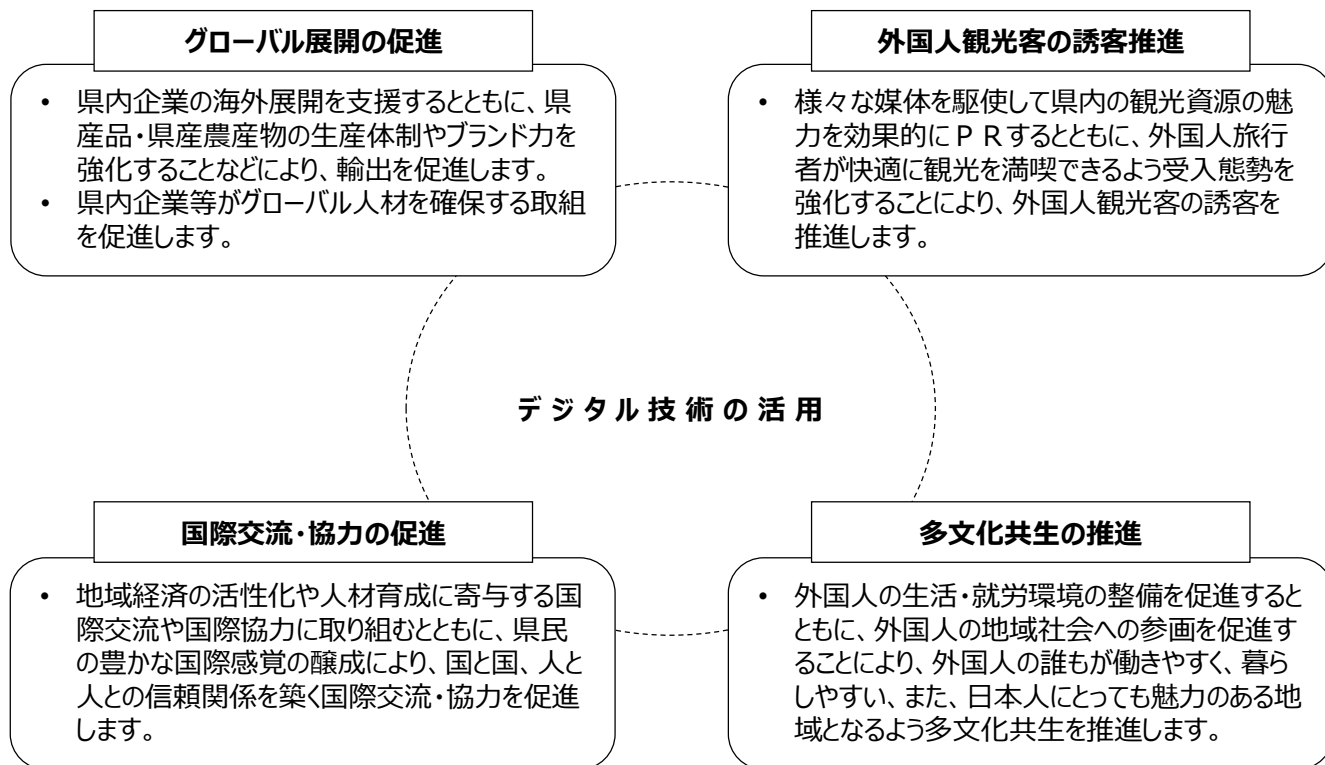 グローバル展開の促進
• 県内企業の海外展開を支援するとともに、県
産品・県産農産物の生産体制やブランド力を
強化することなどにより、輸出を促進します。
• 県内企業等がグローバル人材を確保する取組
を促進します。
外国人観光客の誘客推進
• 様々な媒体を駆使して県内の観光資源の魅
力を効果的にＰＲするとともに、外国人旅行
者が快適に観光を満喫できるよう受入態勢を
強化することにより、外国人観光客の誘客を
推進します。
デジタル技術の活用
国際交流・協力の促進
• 地域経済の活性化や人材育成に寄与する国
際交流や国際協力に取り組むとともに、県民
の豊かな国際感覚の醸成により、国と国、人と
人との信頼関係を築く国際交流・協力を促進
します。
多文化共生の推進
• 外国人の生活・就労環境の整備を促進すると
ともに、外国人の地域社会への参画を促進す
ることにより、外国人の誰もが働きやすく、暮ら
しやすい、また、日本人にとっても魅力のある地
域となるよう多文化共生を推進します。